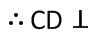 ∴ CD ⊥